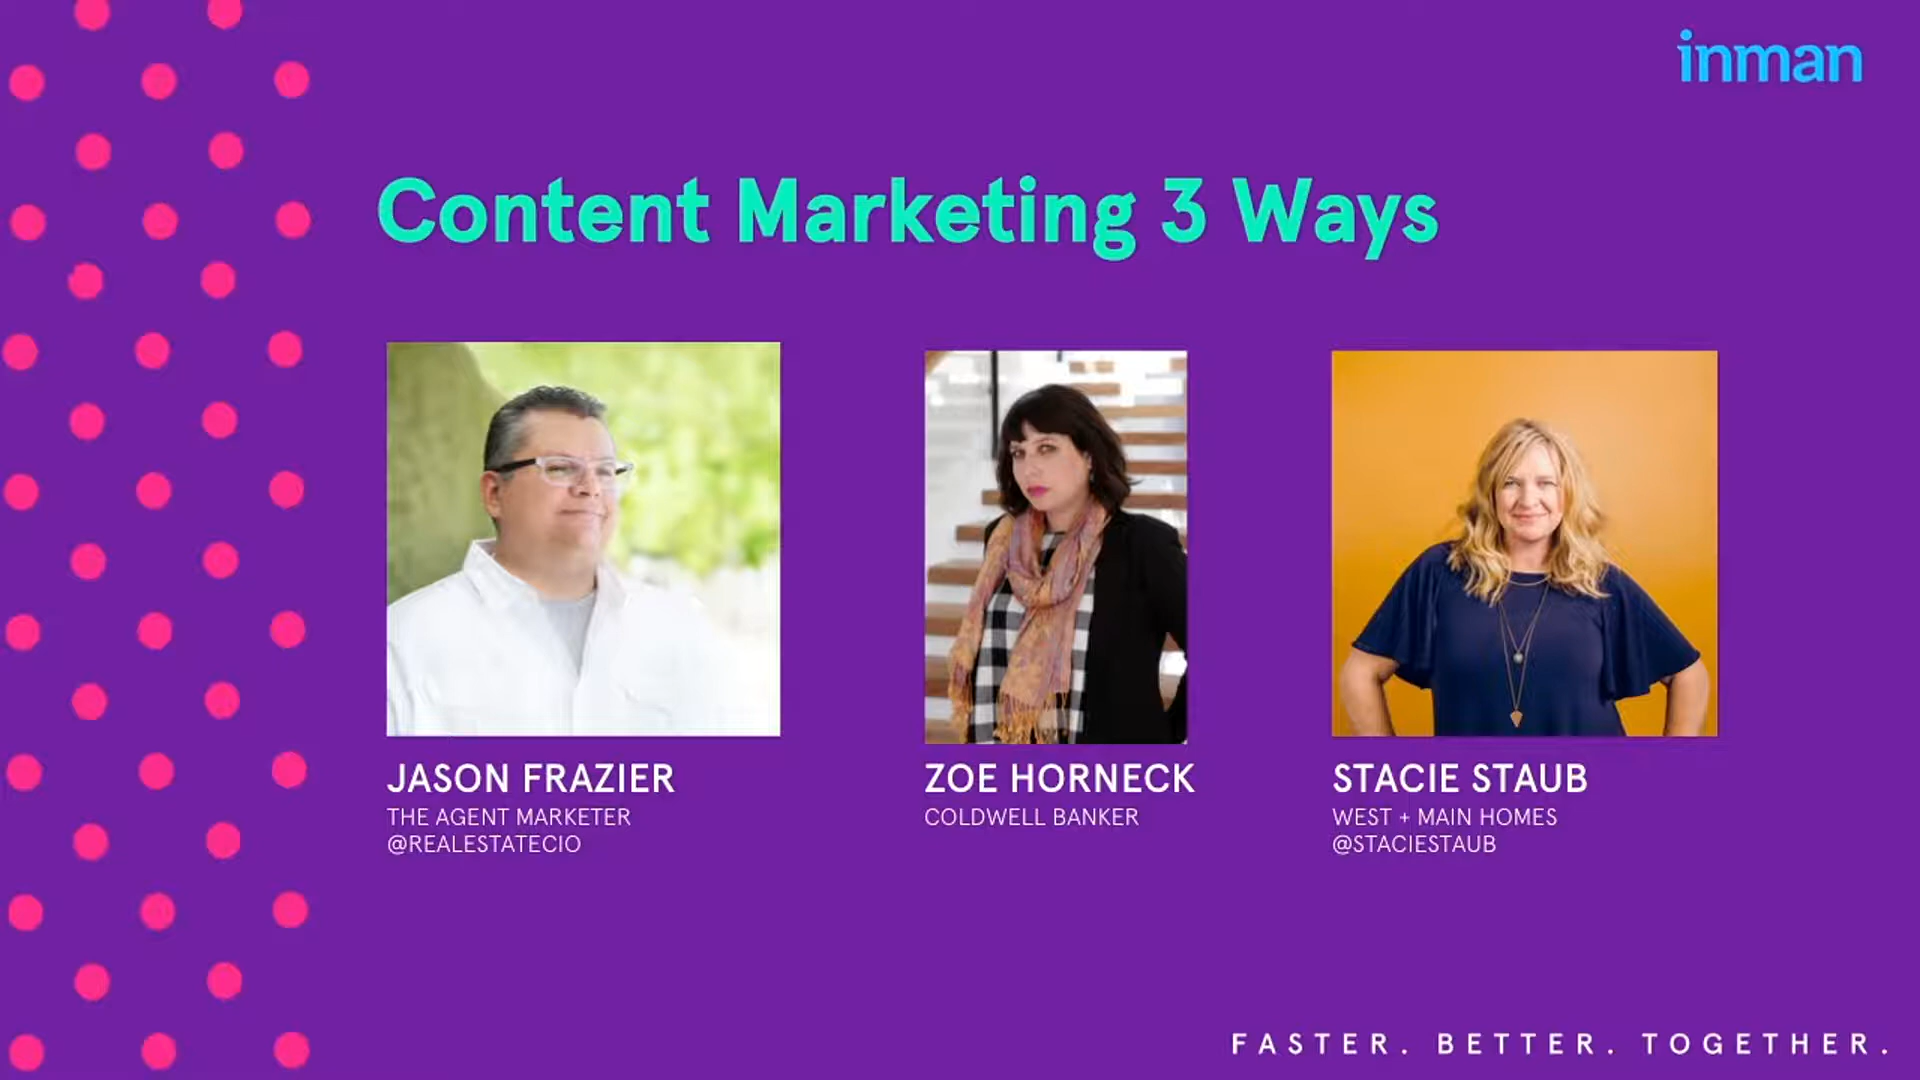 inman
Content Marketing 3 Ways
JASON FRAZIER
THE AGENT MARKETER
@REALESTATECIO
ZOE HORNECK
COLDWELL BANKER
STACIE STAUB
WEST + MAIN HOMES
@STACIESTAUB
FASTER. BETTER. TOGETHER.